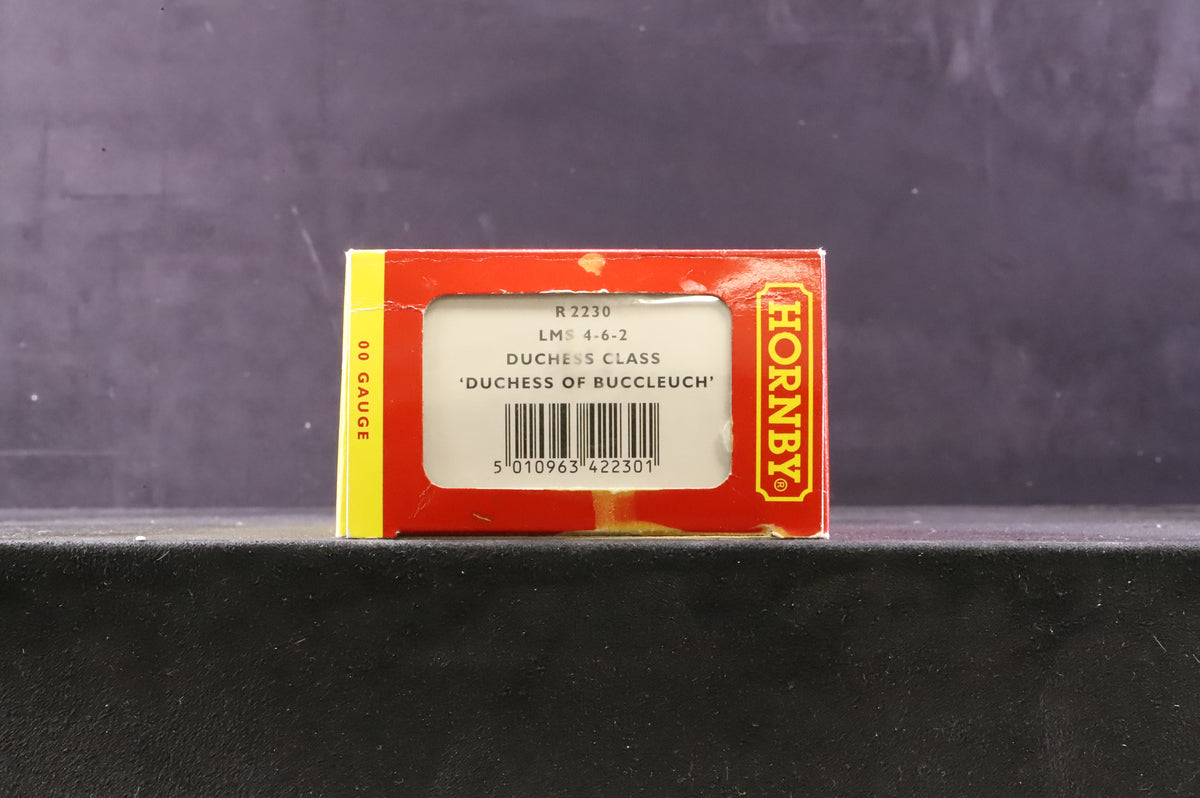 00 GAUGE
R 2230
LMS 4-6-2
DUCHESS CLASS
'DUCHESS OF BUCCLEUCH'
5 010963 422301
HORNBY®